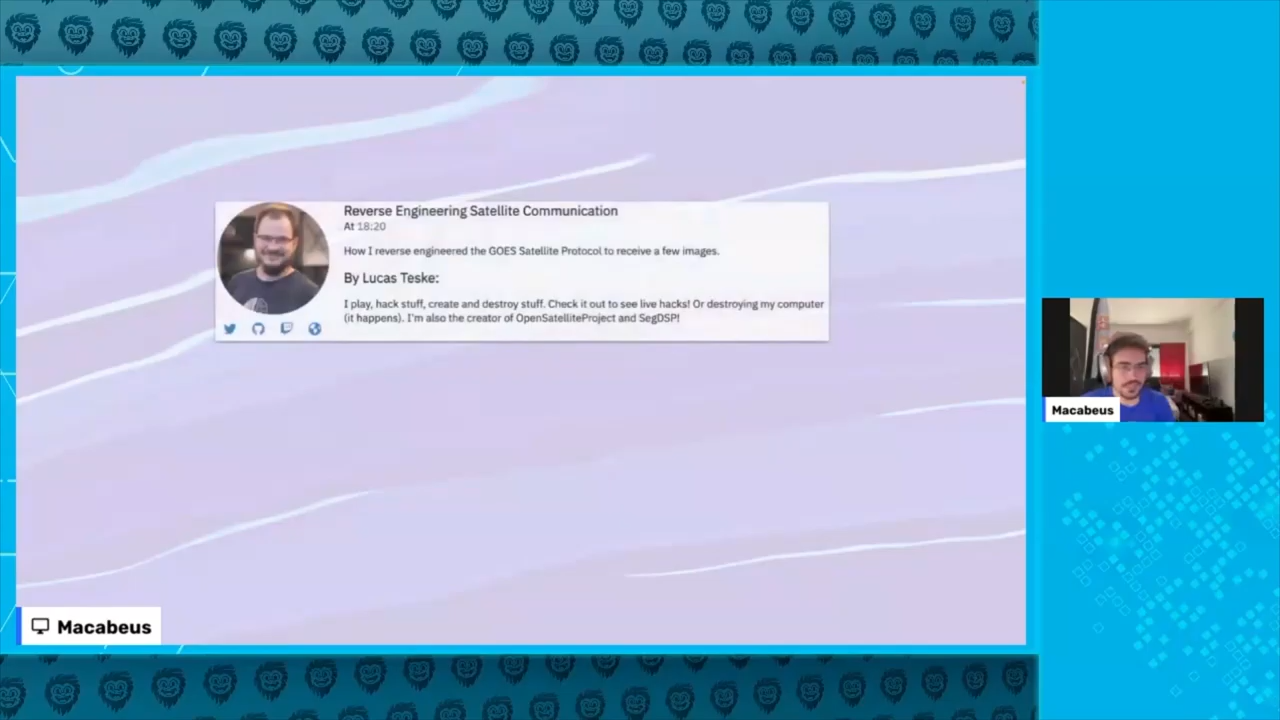 Reverse Engineering Satellite Communication
At 18:20
How I reverse engineered the GOES Satellite Protocol to receive a few images.
By Lucas Teske:
I play, hack stuff, create and destroy stuff. Check it out to see live hacks! Or destroying my computer
(it happens). I'm also the creator of OpenSatelliteProject and SegDSP!
Macabeus
Macabeus